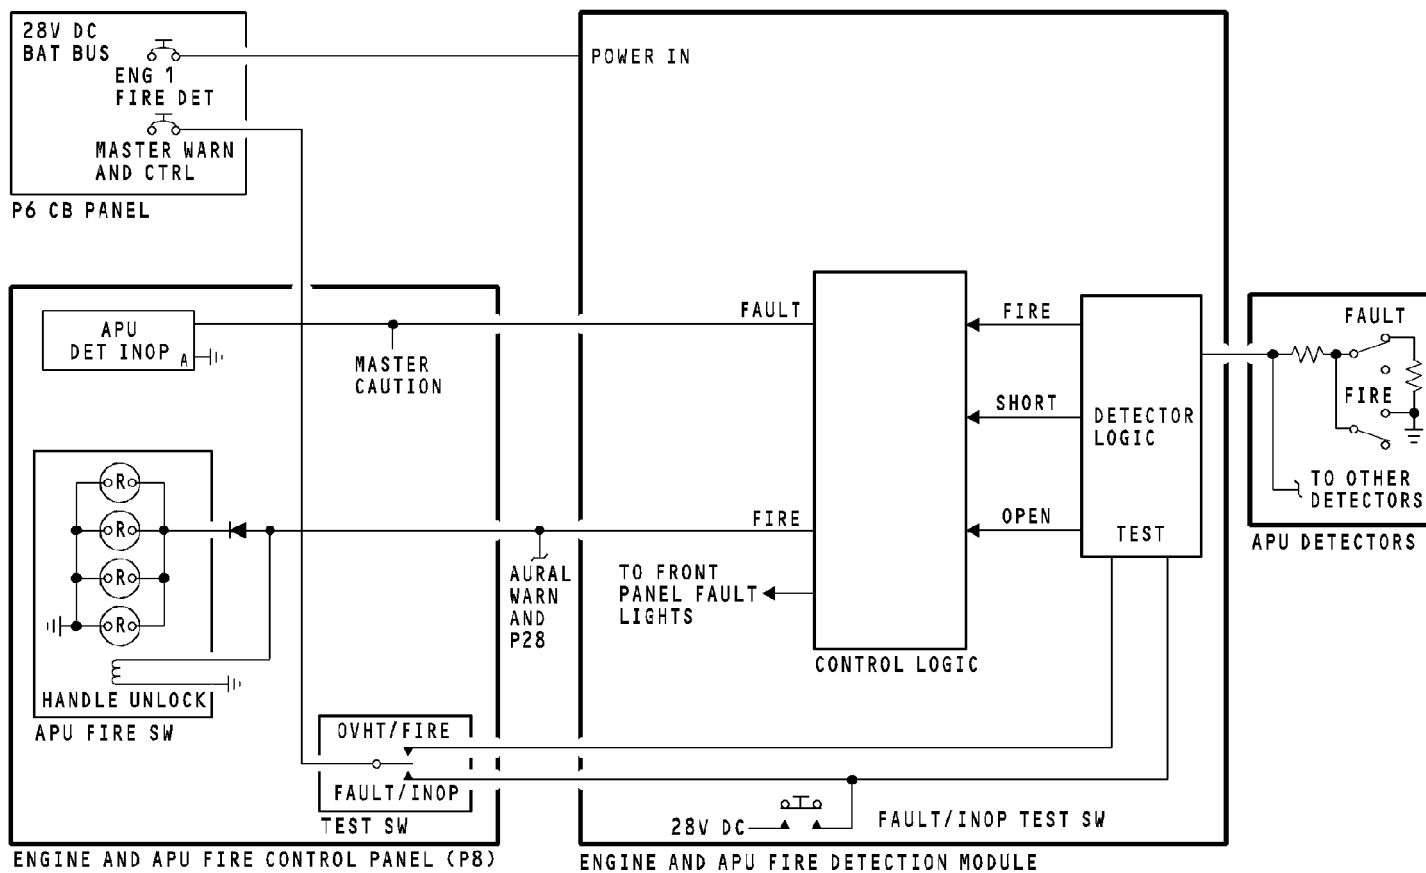 28V DC
BAT BUS
ENG 1
FIRE DET
MASTER WARN
AND CTRL
P6 CB PANEL
POWER IN
APU
DET INOP
A
MASTER
CAUTION
FAULT
FIRE
SHORT
OPEN
DETECTOR
LOGIC
TEST
FAULT
FIRE
TO OTHER
DETECTORS
APU DETECTORS
R
R
R
R
HANDLE UNLOCK
APU FIRE SW
FIRE
AURAL
WARN
AND
P28
TO FRONT
PANEL FAULT
LIGHTS
CONTROL LOGIC
OVHT/FIRE
FAULT/INOP
TEST SW
28V DC
FAULT/INOP TEST SW
ENGINE AND APU FIRE CONTROL PANEL (P8)
ENGINE AND APU FIRE DETECTION MODULE